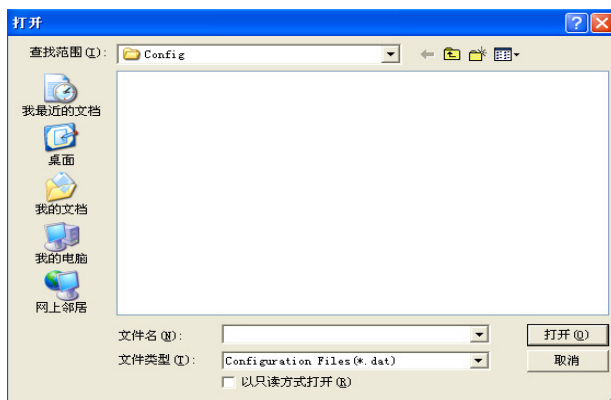 打开
查找范围(I): Config
我最近的文档
桌面
我的文档
我的电脑
网上邻居
文件名(N): 打开(O)
文件类型(T): Configuration Files(*.dat) 取消
以只读方式打开(R)